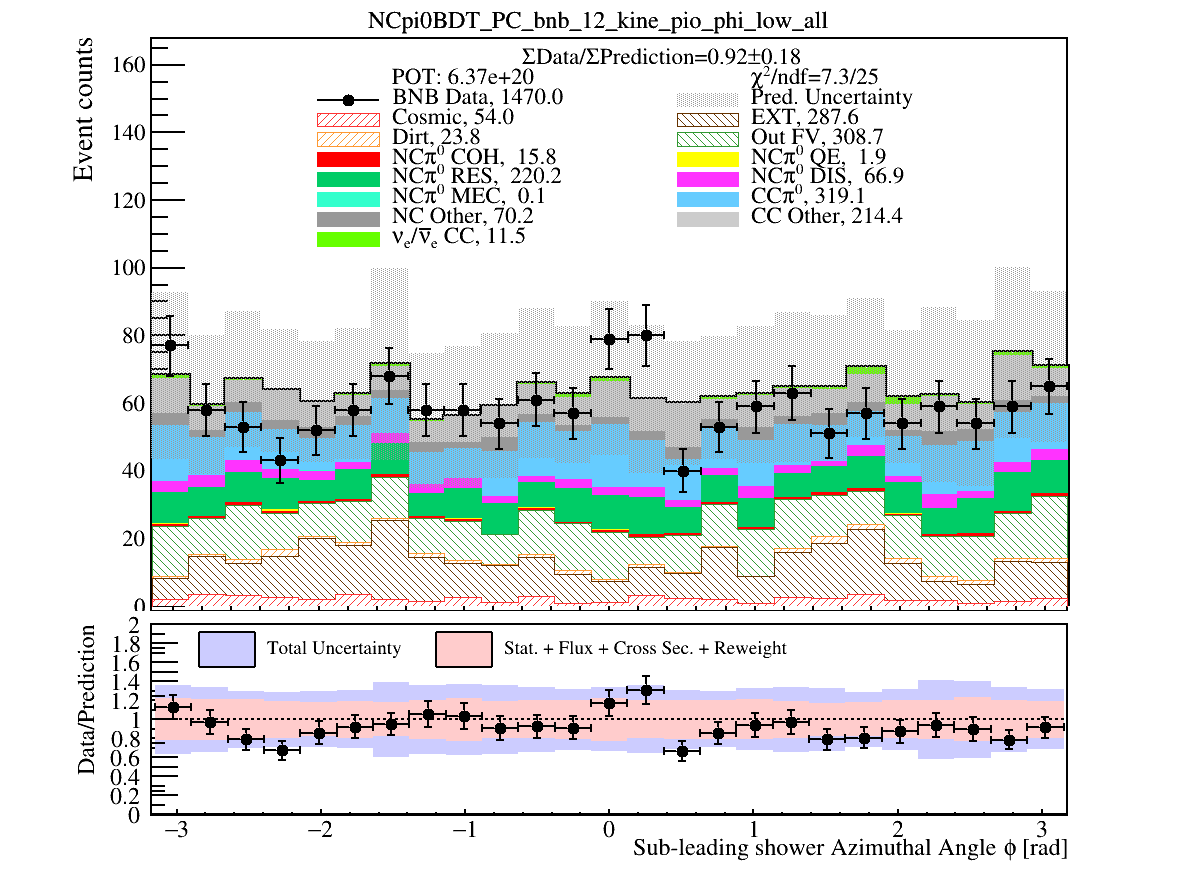 NCpi0BDT_PC_bnb_12_kine_pio_phi_low_all
ΣData/ΣPrediction=0.92±0.18
POT: 6.37e+20
χ²/ndf=7.3/25
BNB Data, 1470.0
Pred. Uncertainty
Cosmic, 54.0
EXT, 287.6
Dirt, 23.8
Out FV, 308.7
NCπ⁰ COH, 15.8
NCπ⁰ QE, 1.9
NCπ⁰ RES, 220.2
NCπ⁰ DIS, 66.9
NCπ⁰ MEC, 0.1
CCπ⁰, 319.1
NC Other, 70.2
CC Other, 214.4
νe/ν̅e CC, 11.5
Event counts
160
140
120
100
80
60
40
20
0
Total Uncertainty
Stat. + Flux + Cross Sec. + Reweight
Data/Prediction
2
1.8
1.6
1.4
1.2
1
0.8
0.6
0.4
0.2
0
−3 −2 −1 0 1 2 3
Sub-leading shower Azimuthal Angle ϕ [rad]